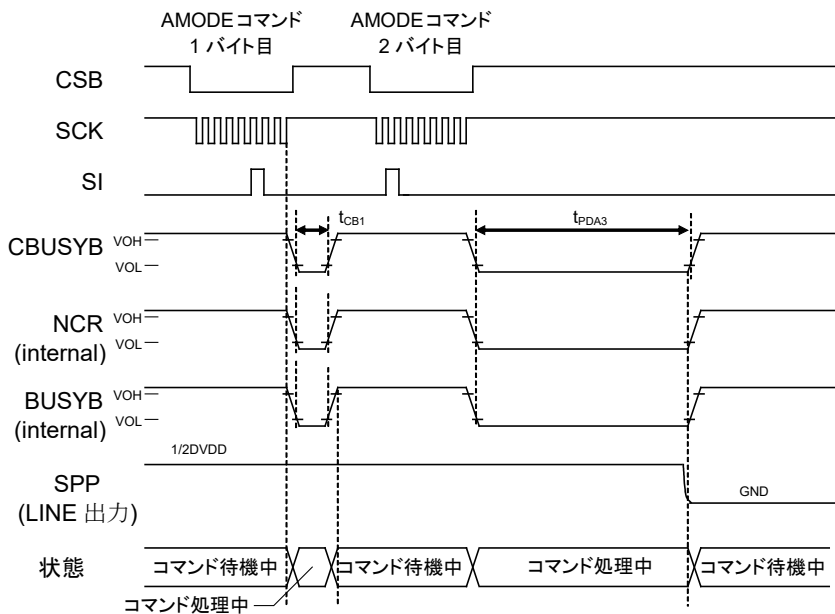 AMODEコマンド
1 バイト目
AMODEコマンド
2 バイト目
CSB
SCK
SI
tCB1
tPDA3
CBUSYB
VOH
VOL
NCR
(internal)
VOH
VOL
BUSYB
(internal)
VOH
VOL
1/2DVDD
SPP
(LINE 出力)
GND
状態
コマンド待機中
コマンド待機中
コマンド処理中
コマンド待機中
コマンド処理中